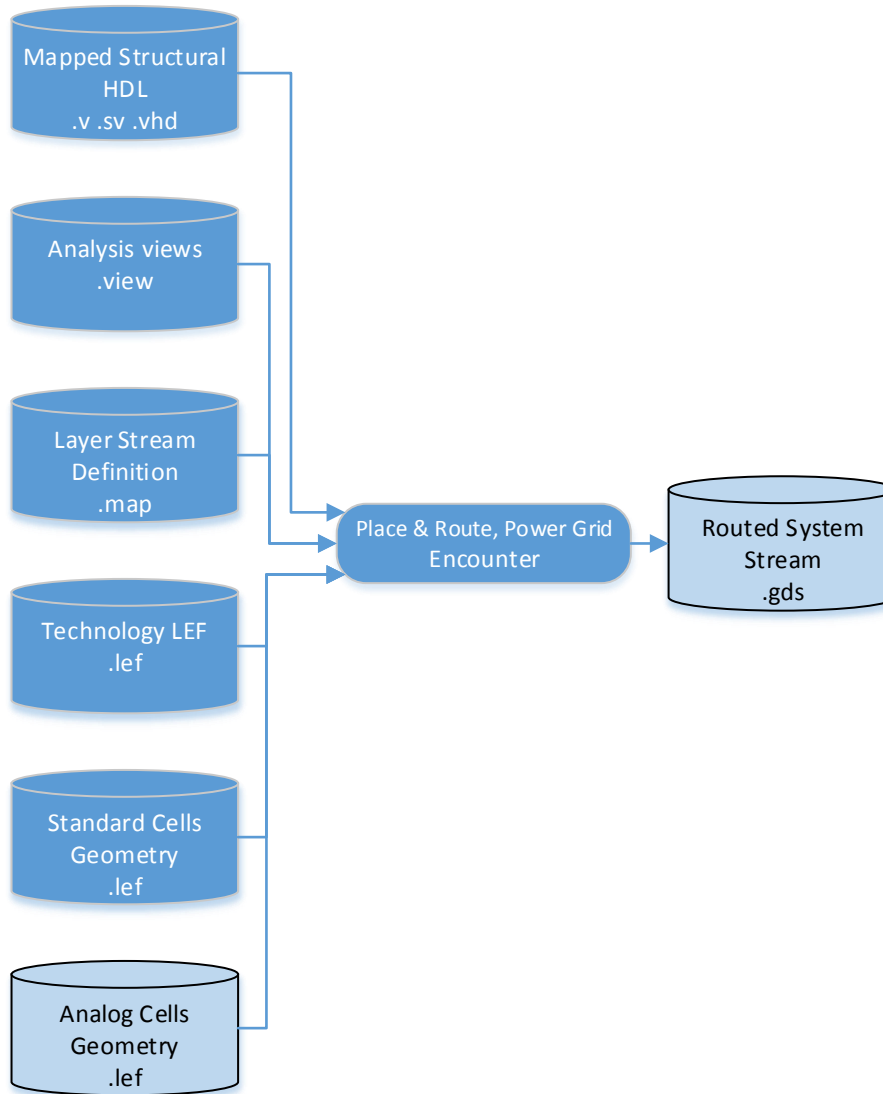 Mapped Structural
HDL
.v .sv .vhd
Analysis views
.view
Layer Stream
Definition
.map
Technology LEF
.lef
Standard Cells
Geometry
.lef
Analog Cells
Geometry
.lef
Place & Route, Power Grid
Encounter
Routed System
Stream
.gds